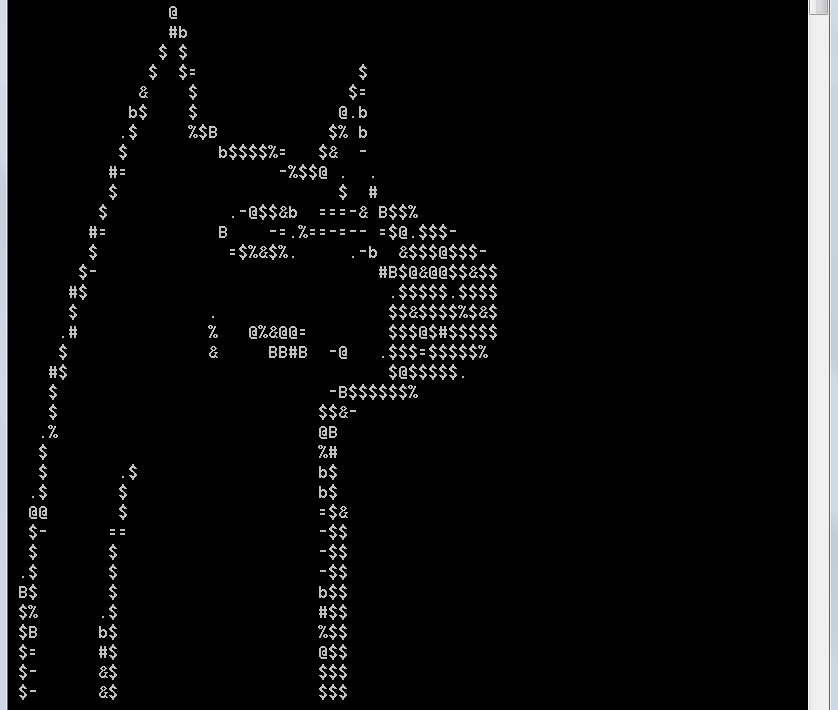 @
                #b
               $ $
              $  $=                $
             &    $               $=
            b$    $              @.b
           .$     %$B           $% b
           $         b$$$$%=   $&  -
          #=               -%$$@ .  .
          $                      $  #
         $            .-@$$&b  ===-& B$$%
        #=           B    -=.%==-=-- =$@.$$$-
        $             =$%&$%.     .-b  &$$$@$$$-
       $-                            #B$@&@@$$&$$
      #$                              .$$$$$.$$$$
      $             .                 $$&$$$$%$&$
     .#             %   @%&@@=        $$$@$#$$$$$
     $              &     BB#B  -@   .$$$=$$$$$%
    #$                                $@$$$$$.
    $                           -B$$$$$$%
    $                          $$&-
   .%                          @B
   $                           %#
   $       .$                  b$
  .$       $                   b$
  @@       $                   =$&
  $-      ==                   -$$
  $       $                    -$$
 .$       $                    -$$
 B$       $                    b$$
 $%      .$                    #$$
 $B      b$                    %$$
 $=      #$                    @$$
 $-      &$                    $$$
 $-      &$                    $$$